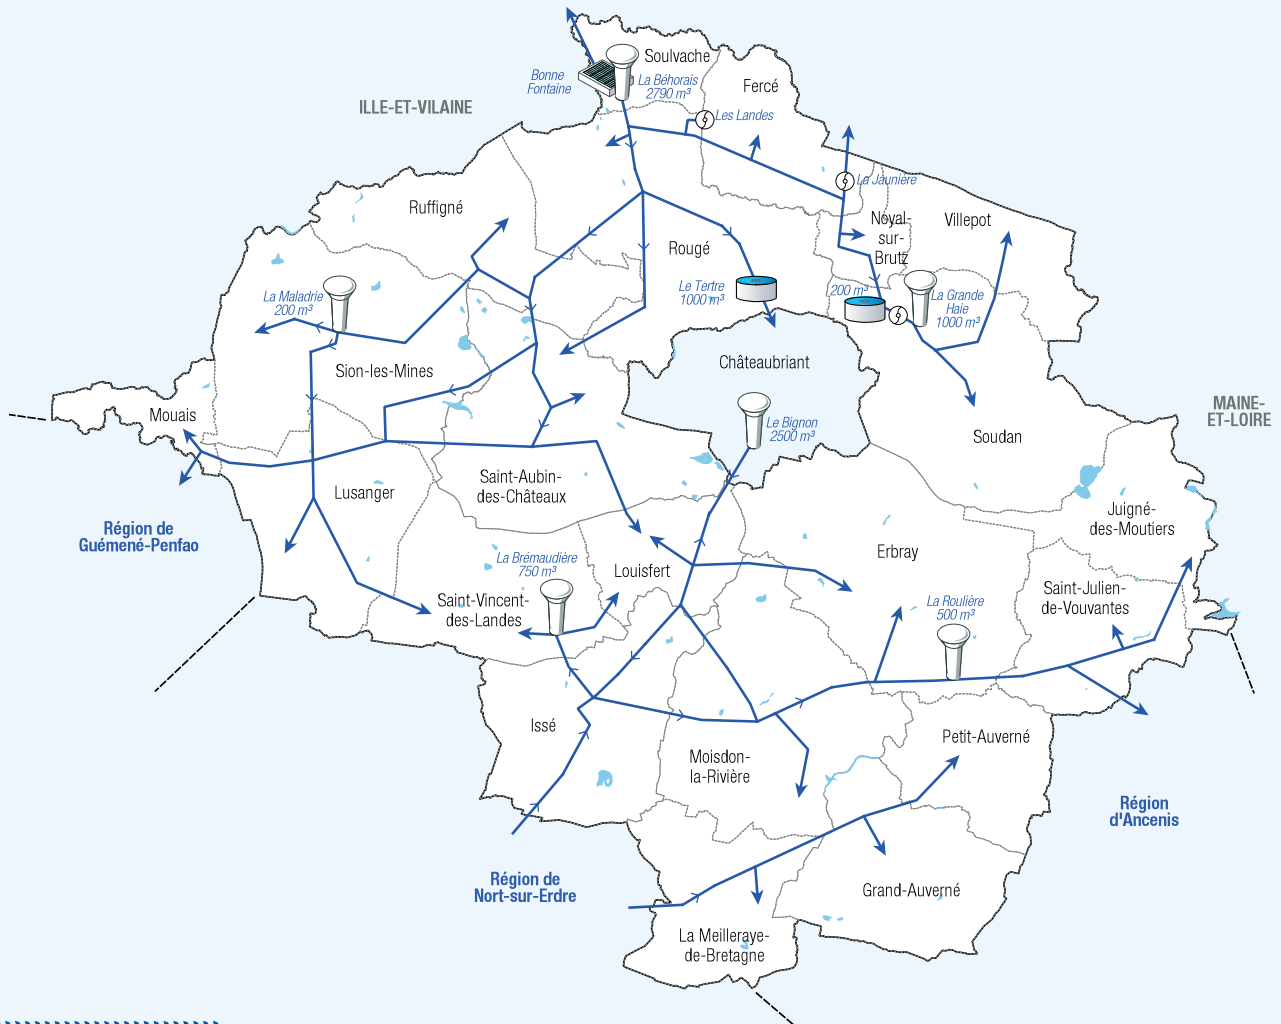 Soulvache
Bonne
Fontaine
La Béhorais
2790 m³
Fercé
ILLE-ET-VILAINE
Les Landes
La Jaunière
Ruffigné
Noyal-
sur-
Brutz
Villepot
Rougé
Le Tertre
1000 m³
200 m³
La Grande
Haie
1000 m³
La Maladrie
200 m³
Châteaubriant
Sion-les-Mines
Mouais
MAINE-
ET-LOIRE
Le Bignon
2500 m³
Soudan
Saint-Aubin-
des-Châteaux
Lusanger
Juigné-
des-Moutiers
Région de
Guémené-Penfao
Erbray
La Brémaudière
750 m³
Louisfert
Saint-Julien-
de-Vouvantes
Saint-Vincent-
des-Landes
La Roulière
500 m³
Issé
Petit-Auverné
Moisdon-
la-Rivière
Région
d'Ancenis
Région de
Nort-sur-Erdre
Grand-Auverné
La Meilleraye-
de-Bretagne